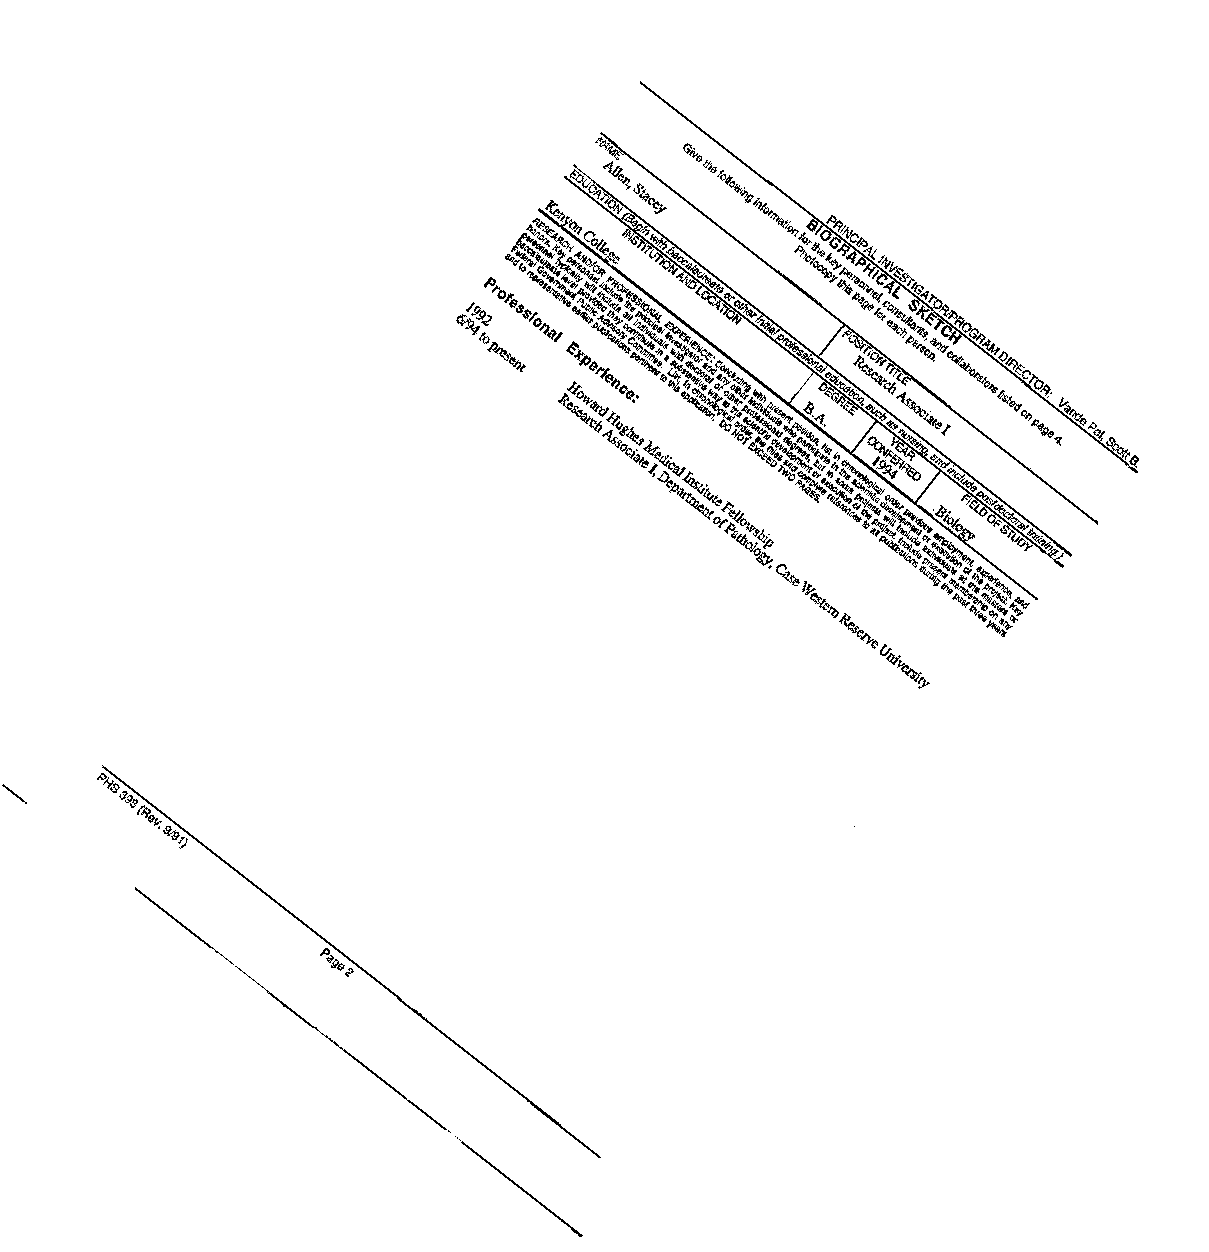 PRINCIPAL INVESTIGATOR/PROGRAM DIRECTOR: Vande Pol, Scott B.
BIOGRAPHICAL SKETCH
Give the following information for the key personnel, consultants, and collaborators listed on page 4.
Photocopy this page for each person.
NAME
Allen, Stacey
POSITION TITLE
Research Associate I
EDUCATION (Begin with baccalaureate or other initial professional education, such as nursing, and include postdoctoral training.)
INSTITUTION AND LOCATION
DEGREE
YEAR
CONFERRED
FIELD OF STUDY
Kenyon College
B.A.
1994
Biology
RESEARCH AND/OR PROFESSIONAL EXPERIENCE: Concluding with present position, list, in chronological order previous employment, experience, and
honors. Key personnel include the principal investigator and any other individuals who participate in the scientific development or execution of the project. Key
personnel typically will include all individuals with doctoral or other professional degrees, but in some projects will include individuals at the masters or
baccalaureate level provided they contribute in a substantive way to the scientific development or execution of the project. Include present membership on any
Federal Government Public Advisory Committee. List, in chronological order, the titles and complete references to all publications during the past three years
and to representative earlier publications pertinent to this application. DO NOT EXCEED TWO PAGES.
Professional Experience:
1992 Howard Hughes Medical Institute Fellowship
6/94 to present Research Associate I, Department of Pathology, Case Western Reserve University
PHS 398 (Rev. 9/91)
Page 2